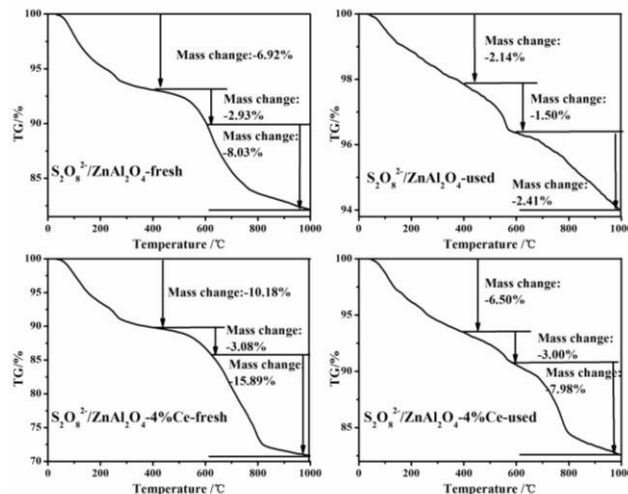 100
95
90
85
TG/%
Mass change:-6.92%
Mass change:
-2.93%
Mass change:
-8.03%
S₂O₈²⁻/ZnAl₂O₄-fresh
0 200 400 600 800 1000
Temperature /℃
100
98
96
94
TG/%
Mass change:
-2.14%
Mass change:
-1.50%
Mass change:
-2.41%
S₂O₈²⁻/ZnAl₂O₄-used
0 200 400 600 800 1000
Temperature /℃
100
95
90
85
80
75
70
TG/%
Mass change:-10.18%
Mass change:
-3.08%
Mass change:
-15.89%
S₂O₈²⁻/ZnAl₂O₄-4%Ce-fresh
0 200 400 600 800 1000
Temperature /℃
100
95
90
85
TG/%
Mass change:
-6.50%
Mass change:
-3.00%
Mass change:
-7.98%
S₂O₈²⁻/ZnAl₂O₄-4%Ce-used
0 200 400 600 800 1000
Temperature /℃